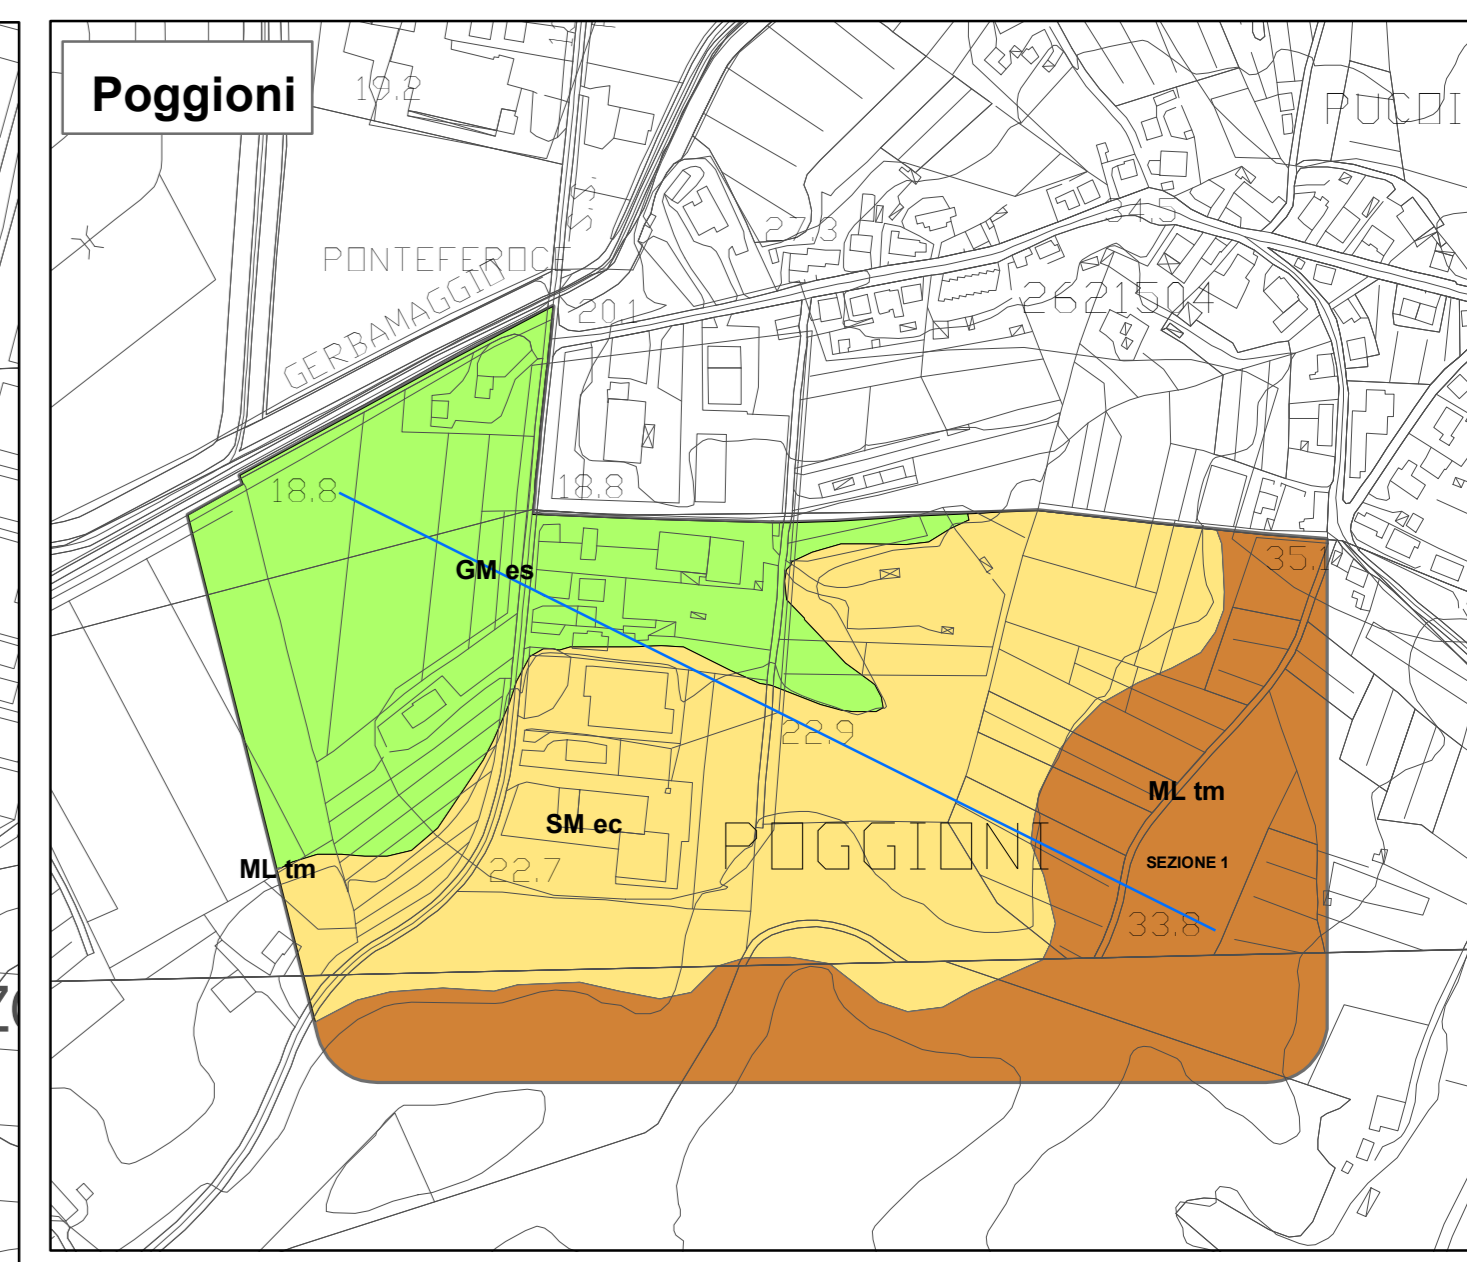 Poggioni
19.2
PUCCI
34.5
27.3
PONTEFEROCE
GERBAMAGGIO
2621504
20.1
18.8
18.8
35.1
GM es
22.9
ML tm
SM ec
POGGIONI
SEZIONE 1
ML tm
22.7
33.8